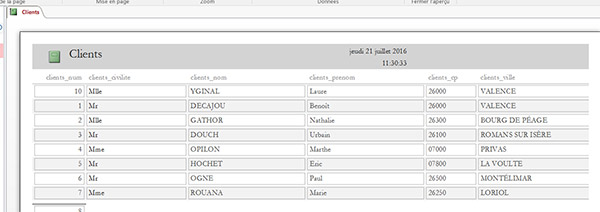 de la page Mise en page Zoom Données Fermer l'aperçu
Clients
Clients jeudi 21 juillet 2016
11:30:33
clients_num clients_civilite clients_nom clients_prenom clients_cp clients_ville
10 Mlle YGINAL Laure 26000 VALENCE
1 Mr DECAJOU Benoît 26000 VALENCE
2 Mlle GATHOR Nathalie 26300 BOURG DE PÉAGE
3 Mr DOUCH Urbain 26100 ROMANS SUR ISÈRE
4 Mme OPILON Marthe 07000 PRIVAS
5 Mr HOCHET Eric 07800 LA VOULTE
6 Mr OGNE Paul 26500 MONTÉLIMAR
7 Mme ROUANA Marie 26250 LORIOL
8